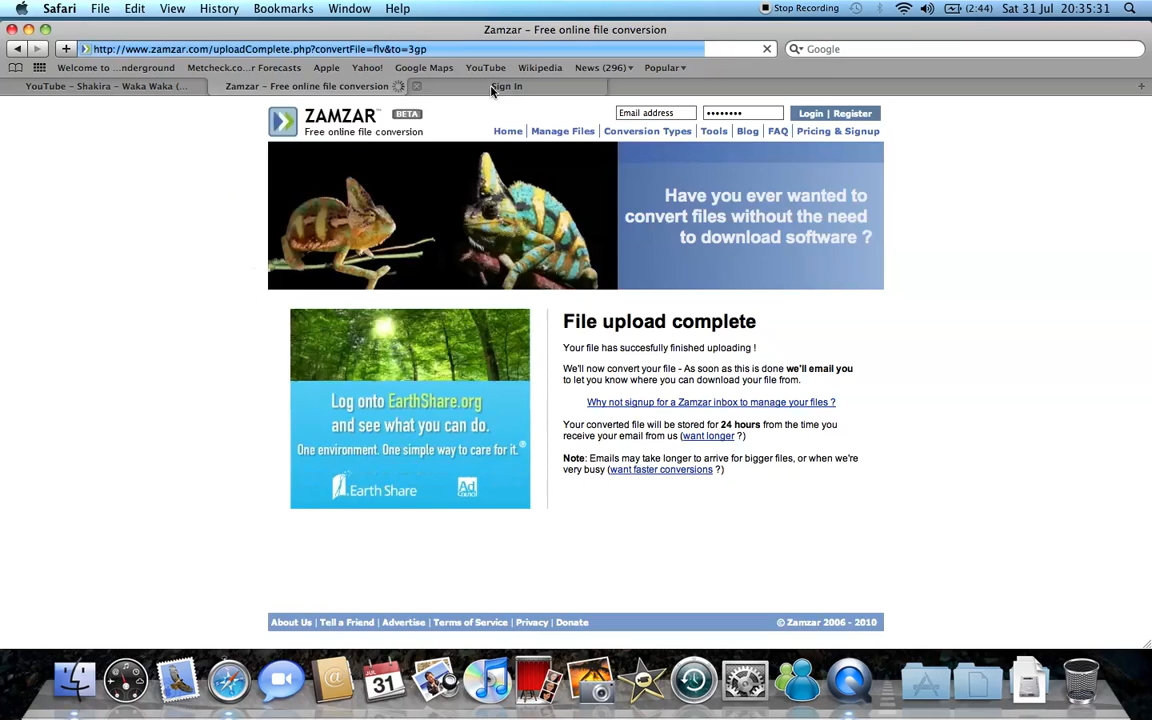 Safari File Edit View History Bookmarks Window Help Stop Recording (2:44) Sat 31 Jul 20:35:31
Zamzar – Free online file conversion
http://www.zamzar.com/uploadComplete.php?convertFile=flv&to=3gp Google
Welcome to ...nderground Metcheck.co...r Forecasts Apple Yahoo! Google Maps YouTube Wikipedia News (296) Popular
YouTube – Shakira – Waka Waka (... Zamzar – Free online file conversion Sign In
ZAMZAR™ BETA
Free online file conversion
Email address •••••••• Login | Register
Home Manage Files Conversion Types Tools Blog FAQ Pricing & Signup
Have you ever wanted to
convert files without the need
to download software ?
Log onto EarthShare.org
and see what you can do.
One environment. One simple way to care for it.®
Earth Share Ad Council
File upload complete
Your file has succesfully finished uploading !
We'll now convert your file - As soon as this is done we'll email you
to let you know where you can download your file from.
Why not signup for a Zamzar inbox to manage your files ?
Your converted file will be stored for 24 hours from the time you
receive your email from us (want longer ?)
Note: Emails may take longer to arrive for bigger files, or when we're
very busy (want faster conversions ?)
About Us | Tell a Friend | Advertise | Terms of Service | Privacy | Donate © Zamzar 2006 - 2010
JUL
31